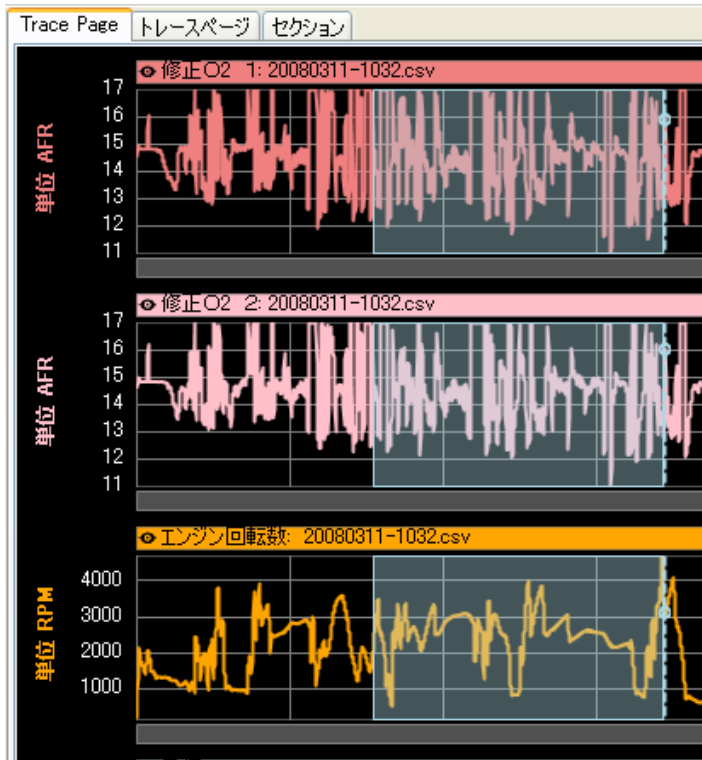 Trace Page トレースページ セクション
修正O2 1: 20080311-1032.csv
17
16
15
14
13
12
11
単位 AFR
修正O2 2: 20080311-1032.csv
17
16
15
14
13
12
11
単位 AFR
エンジン回転数: 20080311-1032.csv
4000
3000
2000
1000
単位 RPM